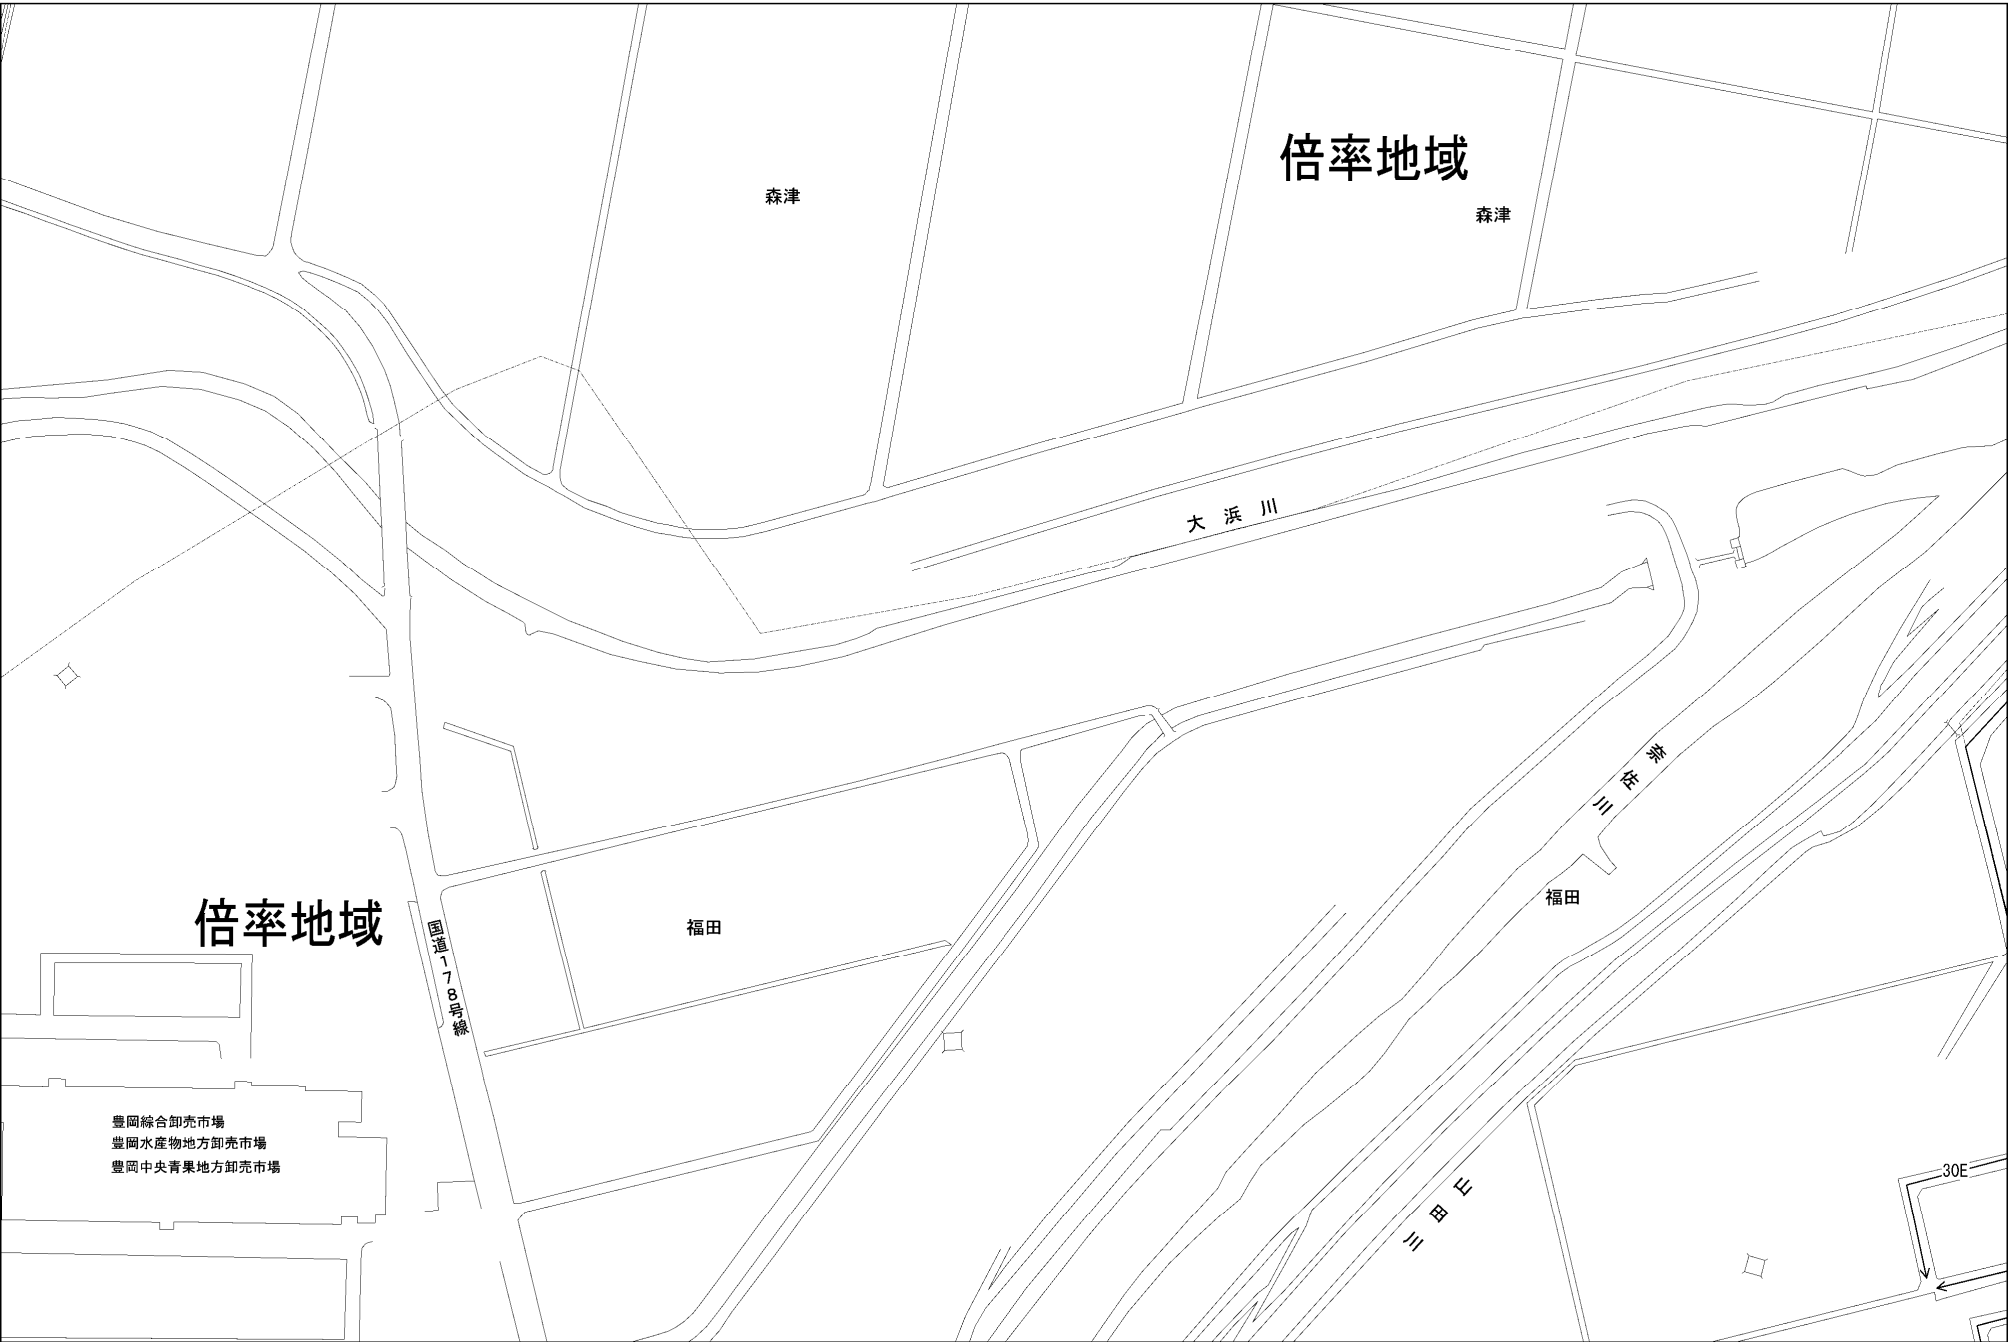 倍率地域
森津
森津
大浜川
奈佐川
福田
倍率地域
国道178号線
福田
豊岡綜合卸売市場
豊岡水産物地方卸売市場
豊岡中央青果地方卸売市場
30E
山田川